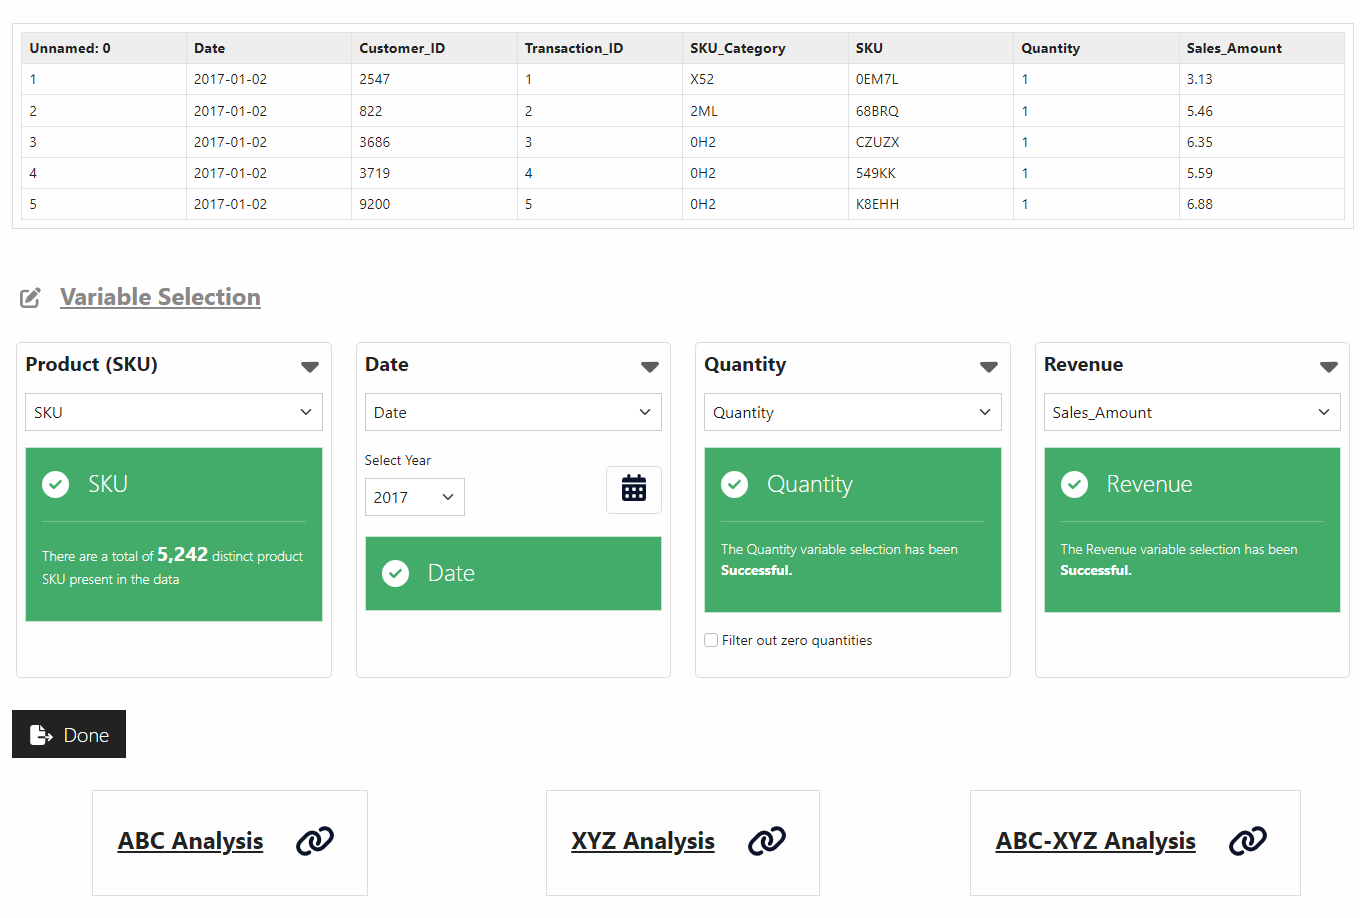 Unnamed: 0 Date Customer_ID Transaction_ID SKU_Category SKU Quantity Sales_Amount
1 2017-01-02 2547 1 X52 0EM7L 1 3.13
2 2017-01-02 822 2 2ML 68BRQ 1 5.46
3 2017-01-02 3686 3 0H2 CZUZX 1 6.35
4 2017-01-02 3719 4 0H2 549KK 1 5.59
5 2017-01-02 9200 5 0H2 K8EHH 1 6.88
Variable Selection
Product (SKU)
SKU
SKU
There are a total of 5,242 distinct product
SKU present in the data
Date
Date
Select Year
2017
Date
Quantity
Quantity
Quantity
The Quantity variable selection has been
Successful.
Filter out zero quantities
Revenue
Sales_Amount
Revenue
The Revenue variable selection has been
Successful.
Done
ABC Analysis
XYZ Analysis
ABC-XYZ Analysis